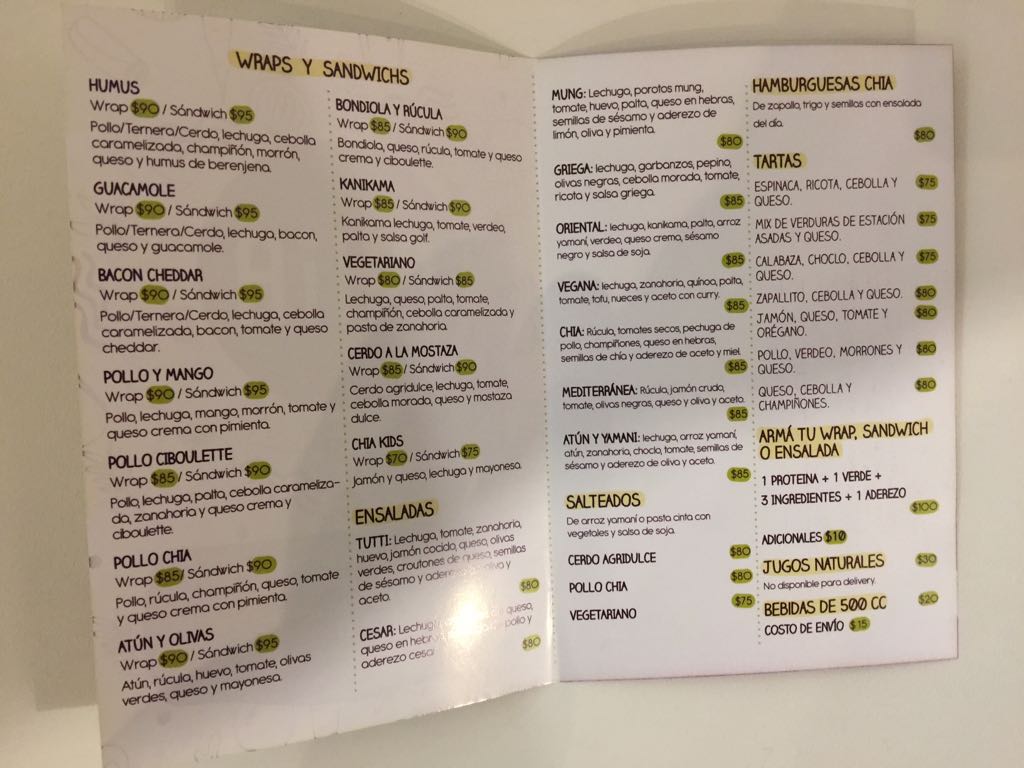 WRAPS Y SANDWICHS
HUMUS
Wrap $90 / Sándwich $95
Pollo/Ternera/Cerdo, lechuga, cebolla
caramelizada, champiñón, morrón,
queso y humus de berenjena.
GUACAMOLE
Wrap $90 / Sándwich $95
Pollo/Ternera/Cerdo, lechuga, bacon,
queso y guacamole.
BACON CHEDDAR
Wrap $90 / Sándwich $95
Pollo/Ternera/Cerdo, lechuga, cebolla
caramelizada, bacon, tomate y queso
cheddar.
POLLO Y MANGO
Wrap $90 / Sándwich $95
Pollo, lechuga, mango, morrón, tomate y
queso crema con pimienta.
POLLO CIBOULETTE
Wrap $85 / Sándwich $90
Pollo, lechuga, palta, cebolla carameliza-
da, zanahoria y queso crema y
ciboulette.
POLLO CHIA
Wrap $85/ Sándwich $90
Pollo, rúcula, champiñón, queso, tomate
y queso crema con pimienta.
ATÚN Y OLIVAS
Wrap $90 / Sándwich $95
Atún, rúcula, huevo, tomate, olivas
verdes, queso y mayonesa.
BONDIOLA Y RÚCULA
Wrap $85 / Sándwich $90
Bondiola, queso, rúcula, tomate y queso
crema y ciboulette.
KANIKAMA
Wrap $85 / Sándwich $90
Kanikama lechuga, tomate, verdeo,
palta y salsa golf.
VEGETARIANO
Wrap $80 / Sándwich $85
Lechuga, queso, palta, tomate,
champiñón, cebolla caramelizada y
pasta de zanahoria.
CERDO A LA MOSTAZA
Wrap $85 / Sándwich $90
Cerdo agridulce, lechuga, tomate,
cebolla morada, queso y mostaza
dulce.
CHIA KIDS
Wrap $70 / Sándwich $75
Jamón y queso, lechuga y mayonesa.
ENSALADAS
TUTTI: Lechuga, tomate, zanahoria,
huevo, jamón cocido, queso, olivas
verdes, croutones de queso, semillas
de sésamo y aderezo de oliva y
aceto.
$80
CESAR: queso,
queso en pollo y
aderezo cesar
$80
MUNG: Lechuga, porotos mung,
tomate, huevo, palta, queso en hebras,
semillas de sésamo y aderezo de
limón, oliva y pimienta.
$80
GRIEGA: lechuga, garbanzos, pepino,
olivas negras, cebolla morada, tomate,
ricota y salsa griega.
$85
ORIENTAL: lechuga, kanikama, palta, arroz
yamaní, verdeo, queso crema, sésamo
negro y salsa de soja.
$85
VEGANA: lechuga, zanahoria, quínoa, palta,
tomate, tofu, nueces y aceto con curry.
$85
CHIA: Rúcula, tomates secos, pechuga de
pollo, champiñones, queso en hebras,
semillas de chía y aderezo de aceto y miel.
$85
MEDITERRÁNEA: Rúcula, jamón crudo,
tomate, olivas negras, queso y oliva y aceto.
$85
ATÚN Y YAMANI: lechuga, arroz yamaní,
atún, zanahoria, choclo, tomate, semillas de
sésamo y aderezo de oliva y aceto.
$85
SALTEADOS
De arroz yamaní o pasta cinta con
vegetales y salsa de soja.
CERDO AGRIDULCE $80
POLLO CHIA $80
VEGETARIANO $75
HAMBURGUESAS CHIA
De zapallo, trigo y semillas con ensalada
del día.
$80
TARTAS
ESPINACA, RICOTA, CEBOLLA Y $75
QUESO.
MIX DE VERDURAS DE ESTACIÓN $75
ASADAS Y QUESO.
CALABAZA, CHOCLO, CEBOLLA Y $75
QUESO.
ZAPALLITO, CEBOLLA Y QUESO. $80
JAMÓN, QUESO, TOMATE Y $80
ORÉGANO.
POLLO, VERDEO, MORRONES Y $80
QUESO.
QUESO, CEBOLLA Y $80
CHAMPIÑONES.
ARMÁ TU WRAP, SANDWICH
O ENSALADA
1 PROTEINA + 1 VERDE +
3 INGREDIENTES + 1 ADEREZO
$100
ADICIONALES $10
JUGOS NATURALES $30
No disponible para delivery.
BEBIDAS DE 500 CC $20
COSTO DE ENVÍO $15